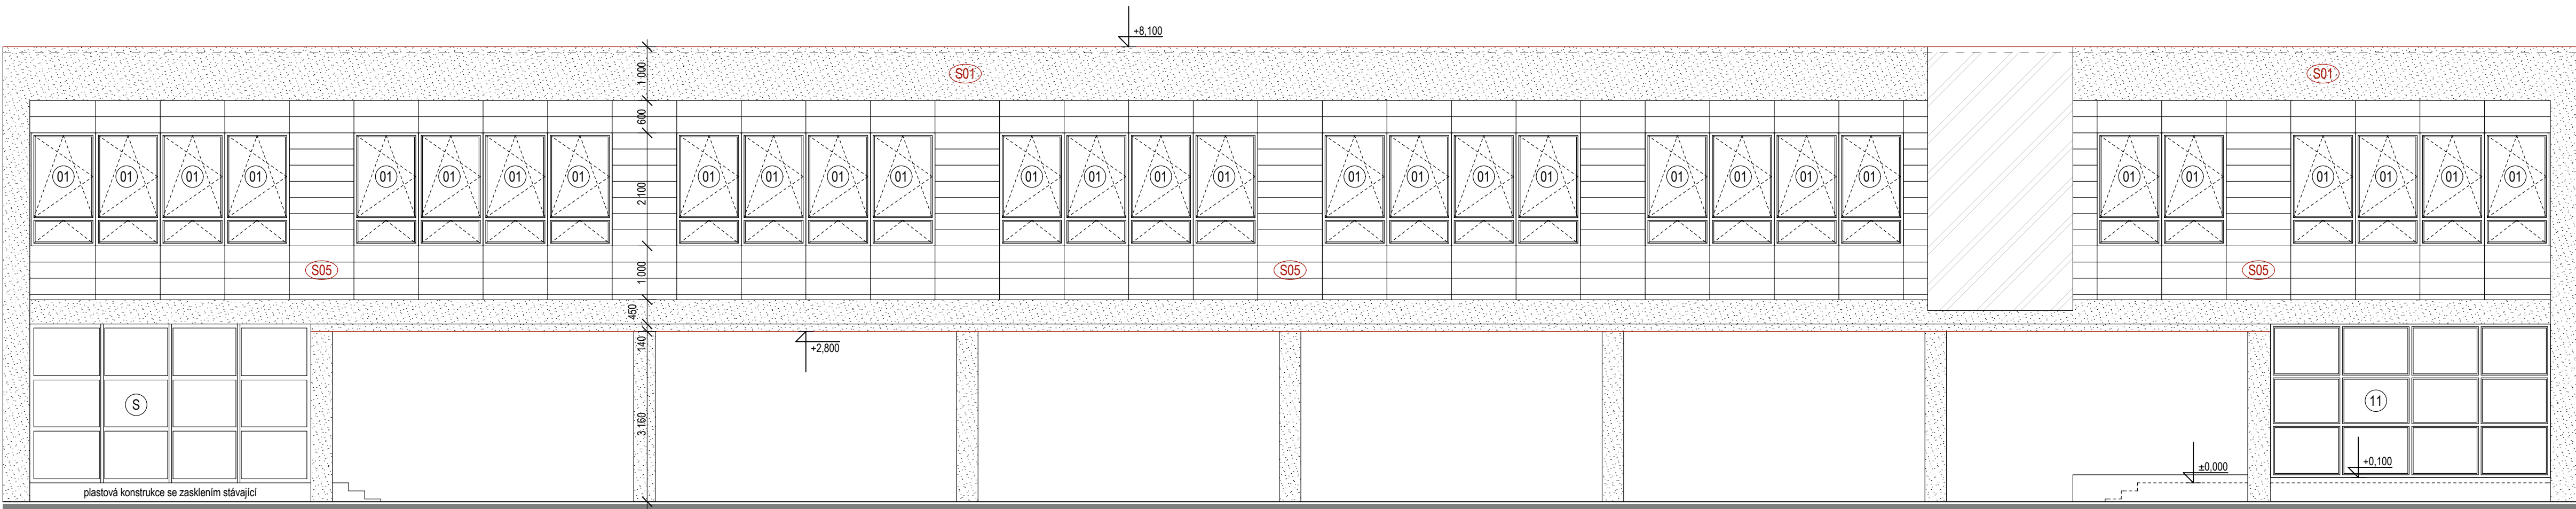 +8,100
S01 S01
1 000
600
01 01 01 01 01 01 01 01 01 01 01 01 01 01 01 01 01 01 01 01 01 01 01 01 01 01 01 01 01 01
2 100
S05 S05 S05
1 000
450
140
+2,800
S 11
3 160
+0,100
±0,000
plastová konstrukce se zasklením stávající